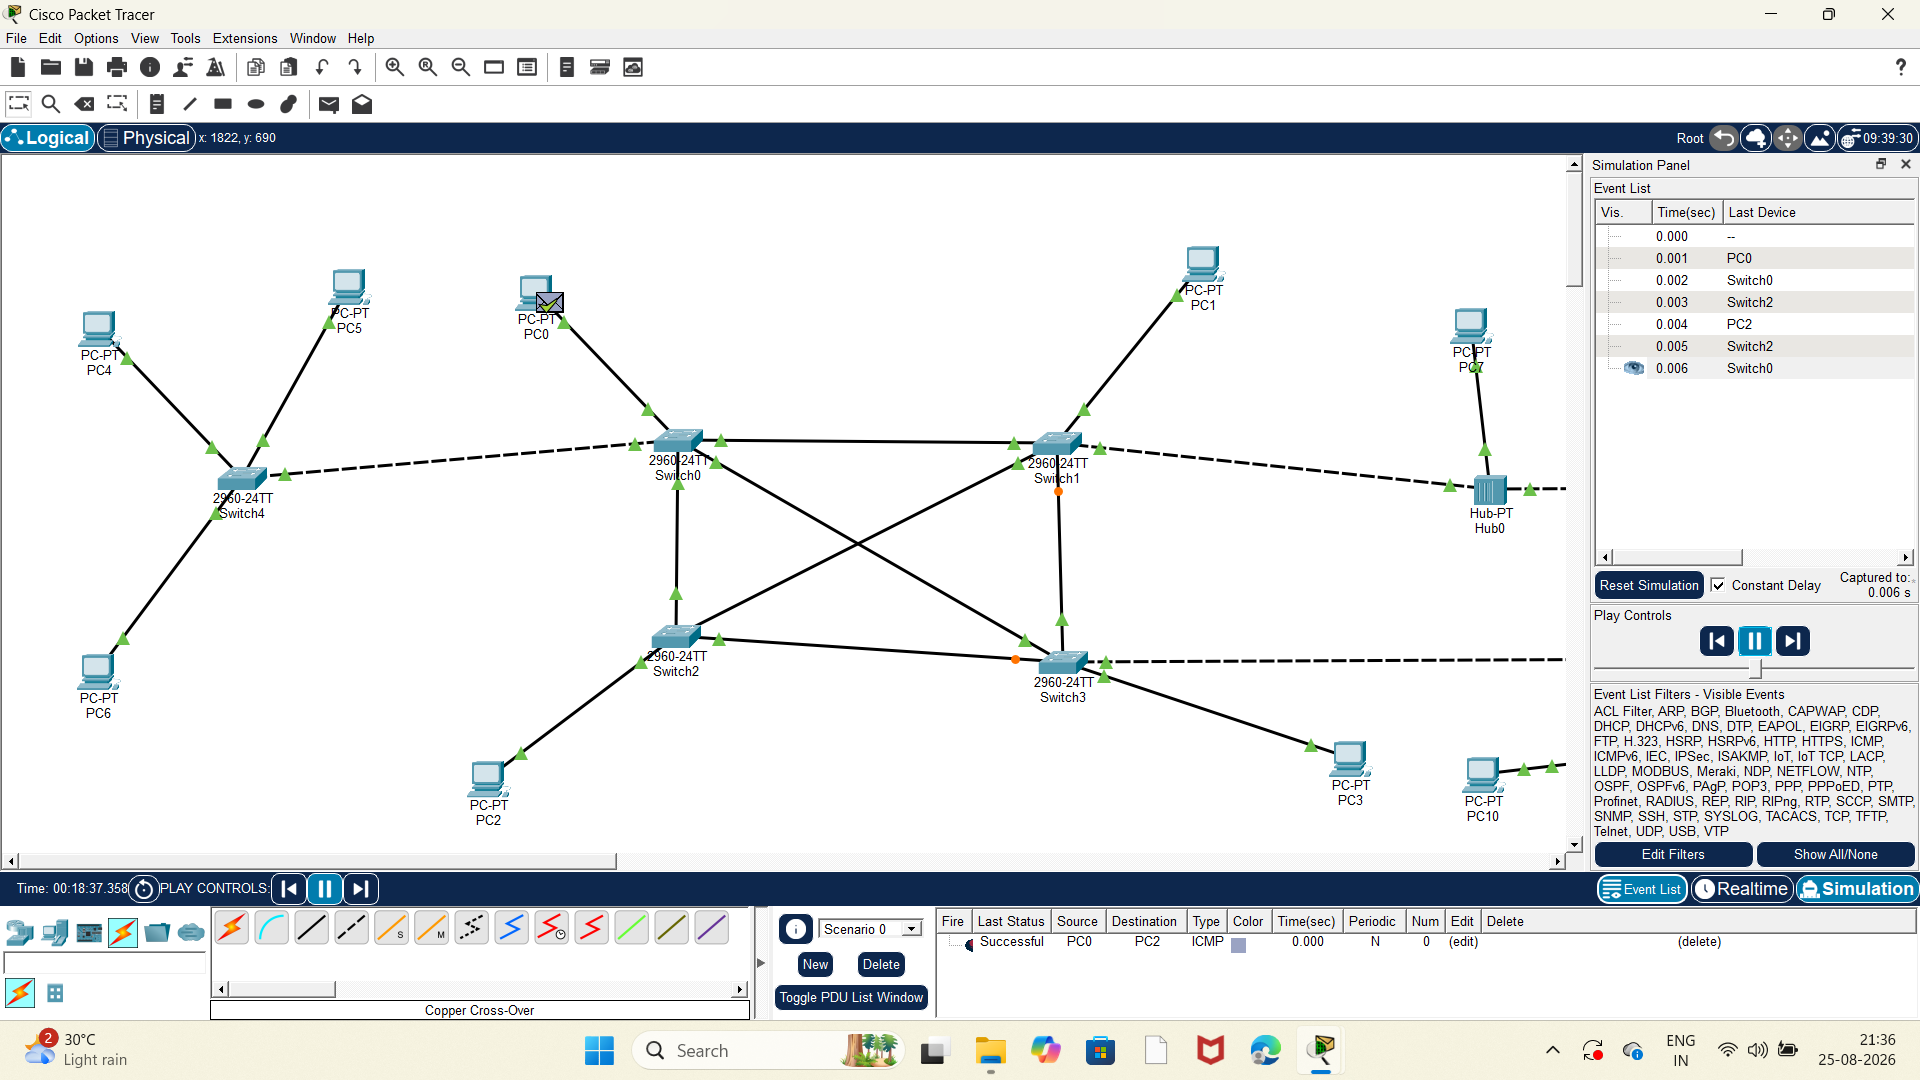 Cisco Packet Tracer
File Edit Options View Tools Extensions Window Help
?
Logical Physical x: 1822, y: 690 Root 09:39:30
Simulation Panel
Event List
Vis. Time(sec) Last Device
0.000 --
0.001 PC0
0.002 Switch0
0.003 Switch2
0.004 PC2
0.005 Switch2
0.006 Switch0
Reset Simulation Constant Delay Captured to:
0.006 s
Play Controls
Event List Filters - Visible Events
ACL Filter, ARP, BGP, Bluetooth, CAPWAP, CDP,
DHCP, DHCPv6, DNS, DTP, EAPOL, EIGRP, EIGRPv6,
FTP, H.323, HSRP, HSRPv6, HTTP, HTTPS, ICMP,
ICMPv6, IEC, IPSec, ISAKMP, IoT, IoT TCP, LACP,
LLDP, MODBUS, Meraki, NDP, NETFLOW, NTP,
OSPF, OSPFv6, PAgP, POP3, PPP, PPPoED, PTP,
Profinet, RADIUS, REP, RIP, RIPng, RTP, SCCP, SMTP,
SNMP, SSH, STP, SYSLOG, TACACS, TCP, TFTP,
Telnet, UDP, USB, VTP
Edit Filters Show All/None
Event List Realtime Simulation
PC-PT
PC4
PC-PT
PC5
PC-PT
PC0
PC-PT
PC1
PC-PT
PC7
2960-24TT
Switch4
2960-24TT
Switch0
2960-24TT
Switch1
Hub-PT
Hub0
2960-24TT
Switch2
2960-24TT
Switch3
PC-PT
PC6
PC-PT
PC2
PC-PT
PC3
PC-PT
PC10
Time: 00:18:37.358 PLAY CONTROLS:
S
M
Copper Cross-Over
Scenario 0
New Delete
Toggle PDU List Window
Fire Last Status Source Destination Type Color Time(sec) Periodic Num Edit Delete
Successful PC0 PC2 ICMP 0.000 N 0 (edit) (delete)
2
30°C
Light rain
Search
ENG
IN
21:36
25-08-2026